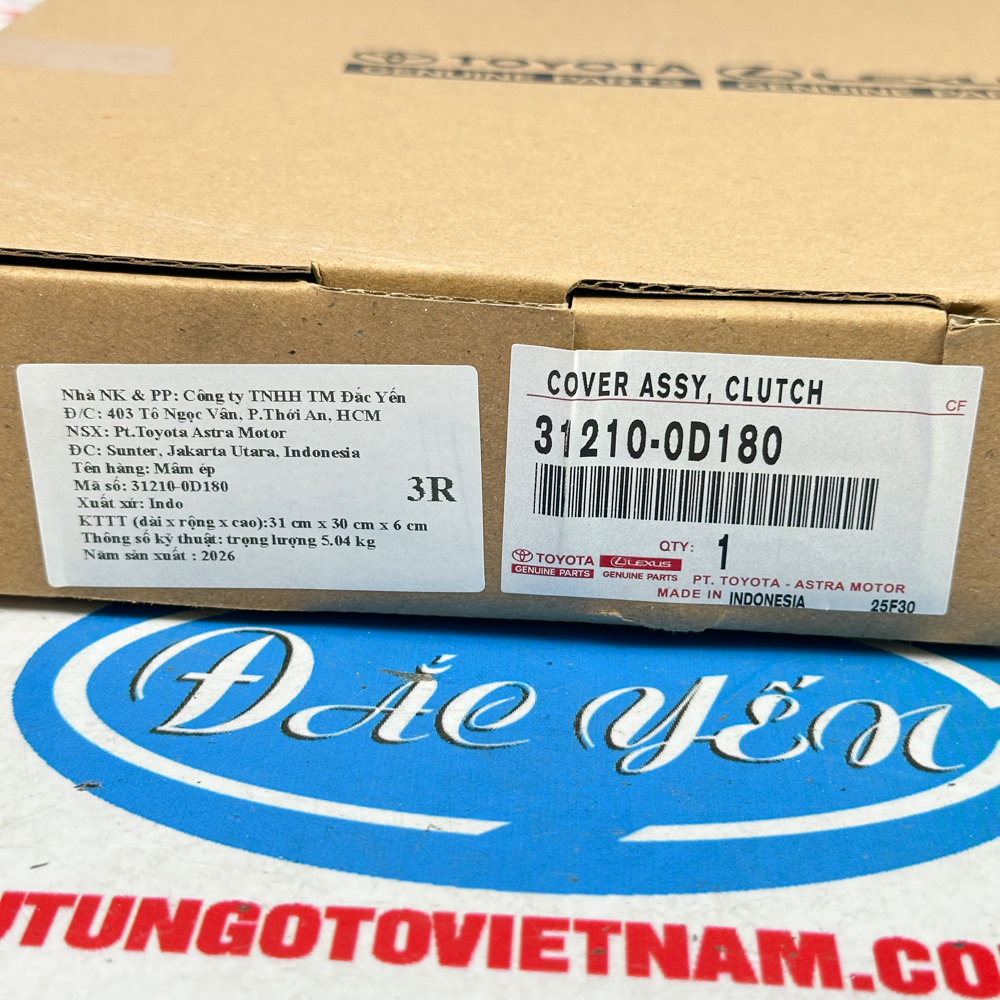 TOYOTA
GENUINE PARTS
LEXUS
GENUINE PAR
Nhà NK & PP: Công ty TNHH TM Đắc Yến
Đ/C: 403 Tô Ngọc Vân, P.Thới An, HCM
NSX: Pt.Toyota Astra Motor
ĐC: Sunter, Jakarta Utara, Indonesia
Tên hàng: Mâm ép
Mã số: 31210-0D180
Xuất xứ: Indo
3R
KTTT (dài x rộng x cao):31 cm x 30 cm x 6 cm
Thông số kỷ thuật: trọng lượng 5.04 kg
Năm sản xuất : 2026
COVER ASSY, CLUTCH
CF
31210-0D180
QTY: 1
TOYOTA
GENUINE PARTS
LEXUS
GENUINE PARTS
PT. TOYOTA - ASTRA MOTOR
MADE IN INDONESIA
25F30
ĐẮC YẾN
UTUNGOTOVIETNAM.CO